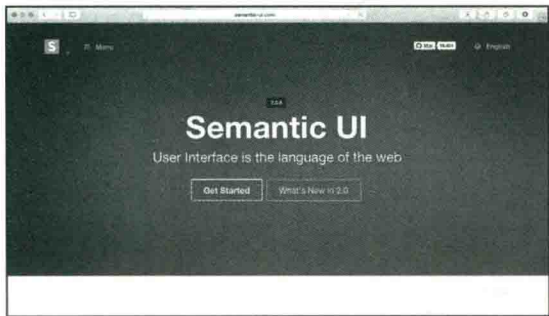 semantic-ui.com
S Menu Star English
Semantic UI
User Interface is the language of the web
Get Started What's New in 2.0